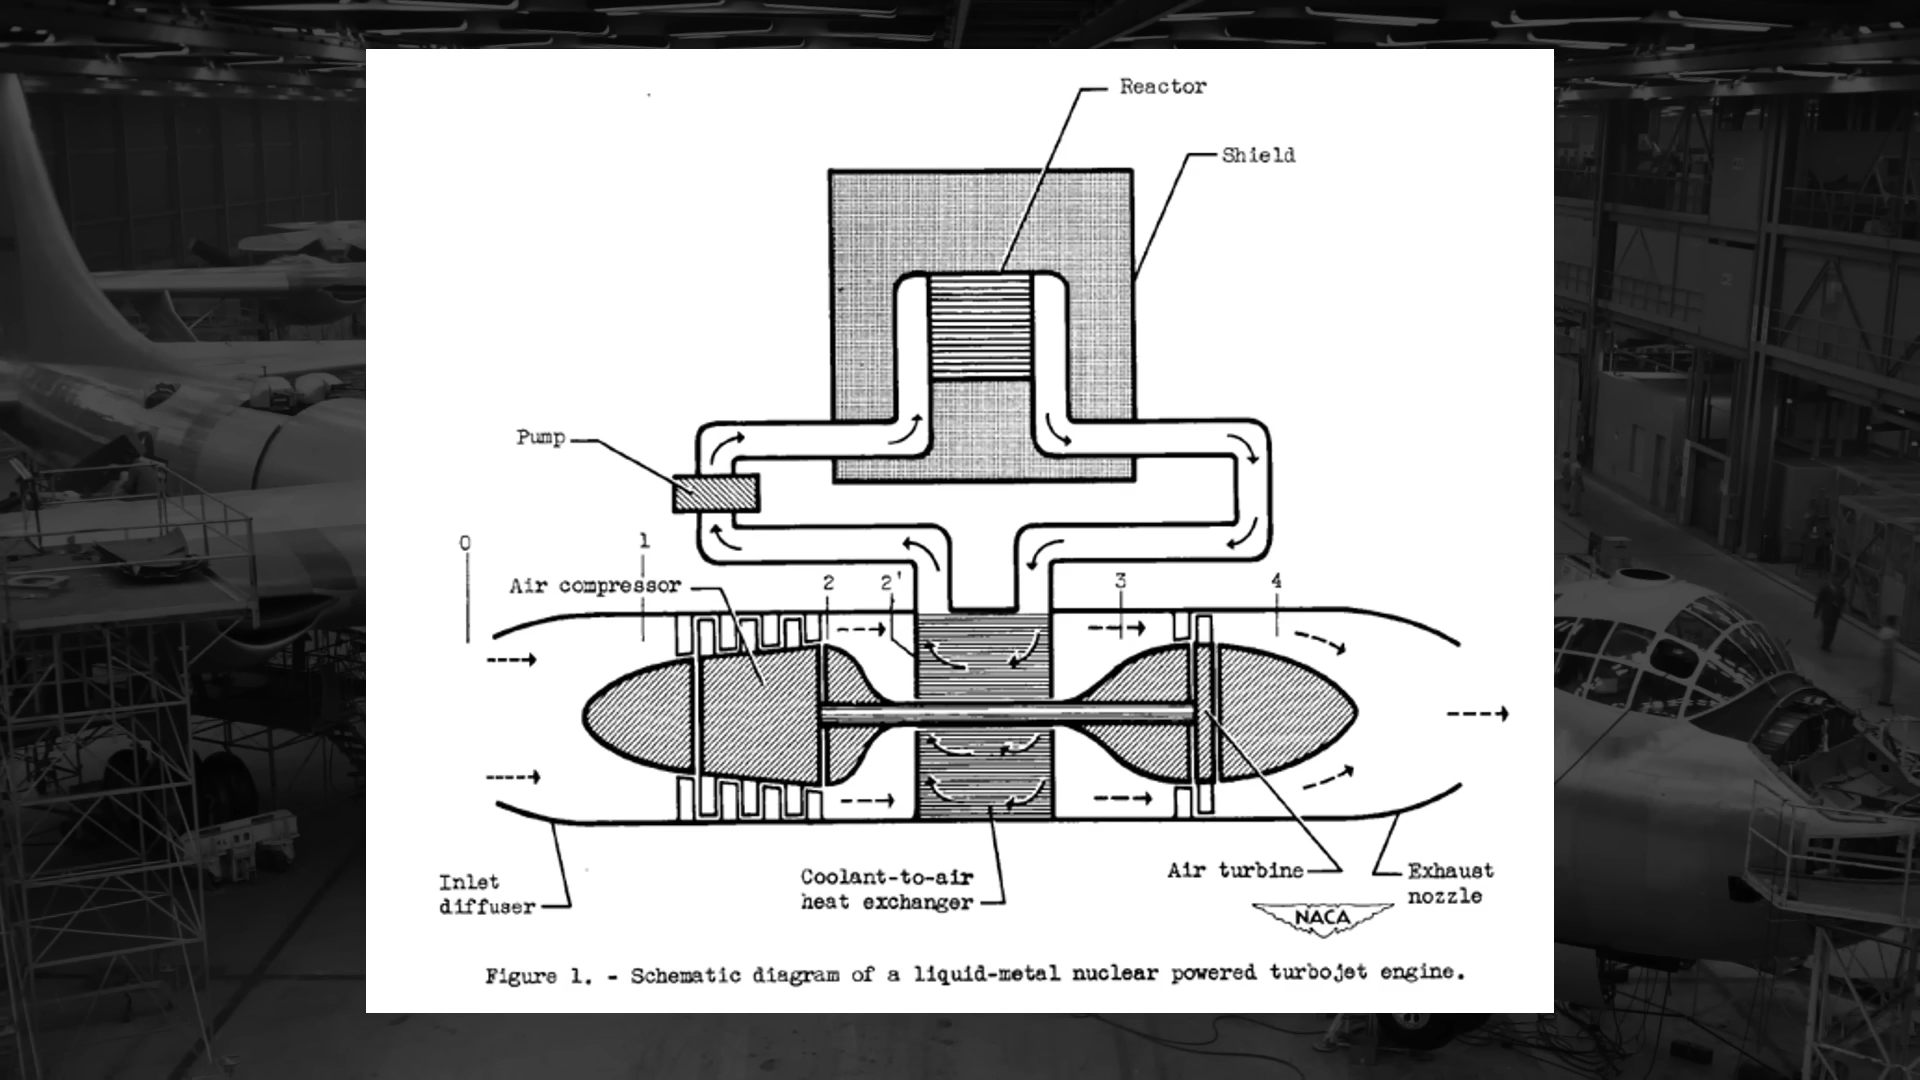 Reactor
Shield
Pump
0
1
Air compressor
2
2'
3
4
Inlet
diffuser
Coolant-to-air
heat exchanger
Air turbine
Exhaust
nozzle
NACA
Figure 1. - Schematic diagram of a liquid-metal nuclear powered turbojet engine.